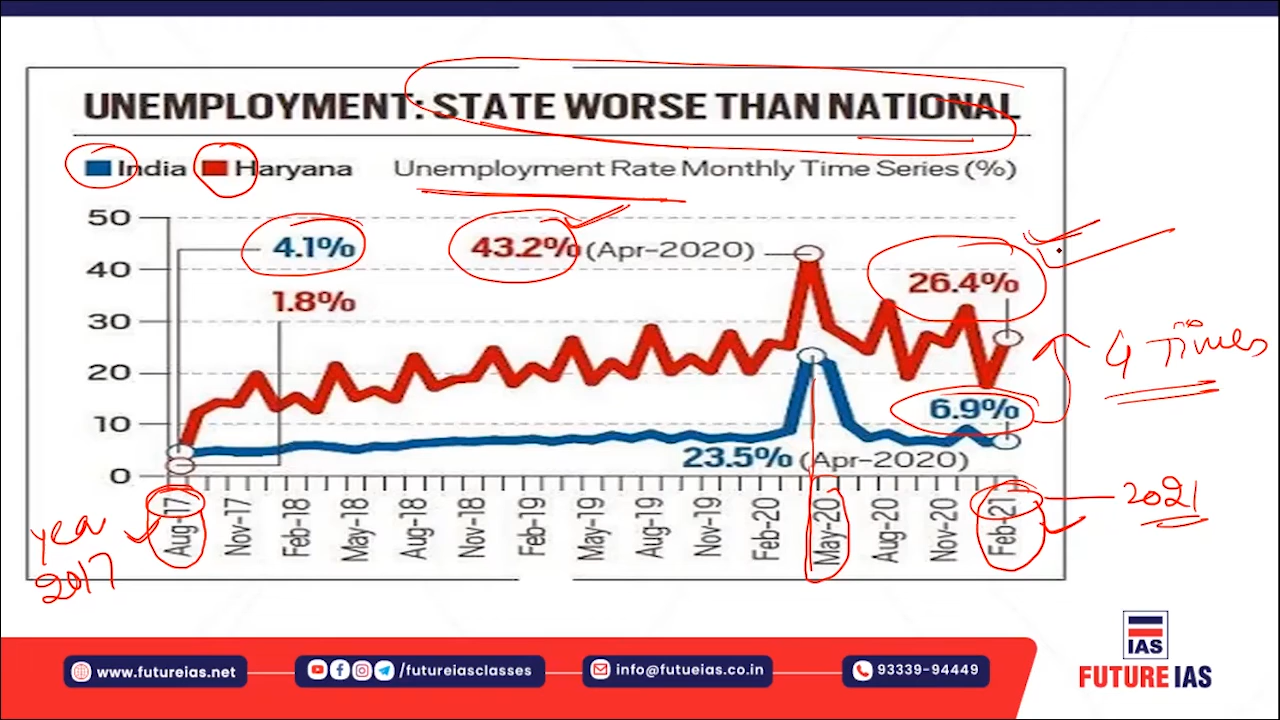 UNEMPLOYMENT: STATE WORSE THAN NATIONAL
India Haryana Unemployment Rate Monthly Time Series (%)
50
4.1% 43.2% (Apr-2020)
40
26.4%
1.8%
30
4 Times
20
6.9%
10
23.5% (Apr-2020)
0
Aug-17 Nov-17 Feb-18 May-18 Aug-18 Nov-18 Feb-19 May-19 Aug-19 Nov-19 Feb-20 May-20 Aug-20 Nov-20 Feb-21
2021
year
2017
IAS
FUTURE IAS
www.futureias.net /futureiasclasses info@futueias.co.in 93339-94449